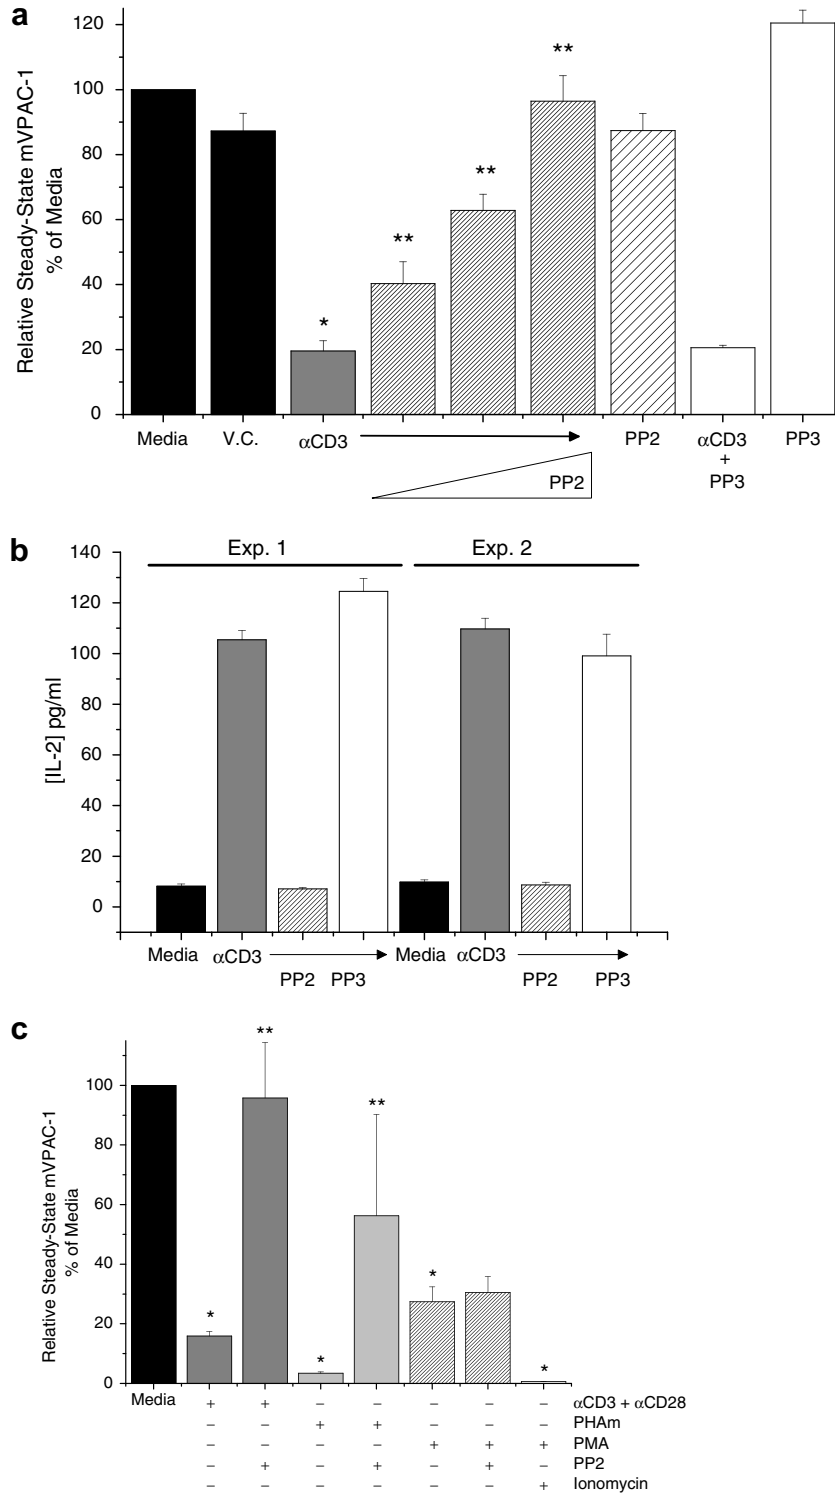 a
Relative Steady-State mVPAC-1
% of Media
120
100
80
60
40
20
0
*
**
**
**
Media V.C. αCD3 PP2 αCD3 + PP3 PP3
PP2
b
Exp. 1 Exp. 2
[IL-2] pg/ml
140
120
100
80
60
40
20
0
Media αCD3 Media αCD3
PP2 PP3 PP2 PP3
c
Relative Steady-State mVPAC-1
% of Media
100
80
60
40
20
0
*
**
*
**
*
*
Media + + – – – – – αCD3 + αCD28
– – + + – – – PHAm
– – – – + + + PMA
– + – + – + – PP2
– – – – – – + Ionomycin